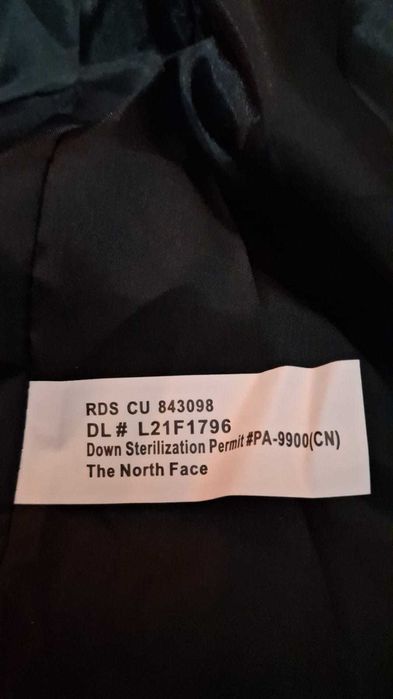 RDS CU 843098
DL# L21F1796
Down Sterilization Permit #PA-9900(CN)
The North Face